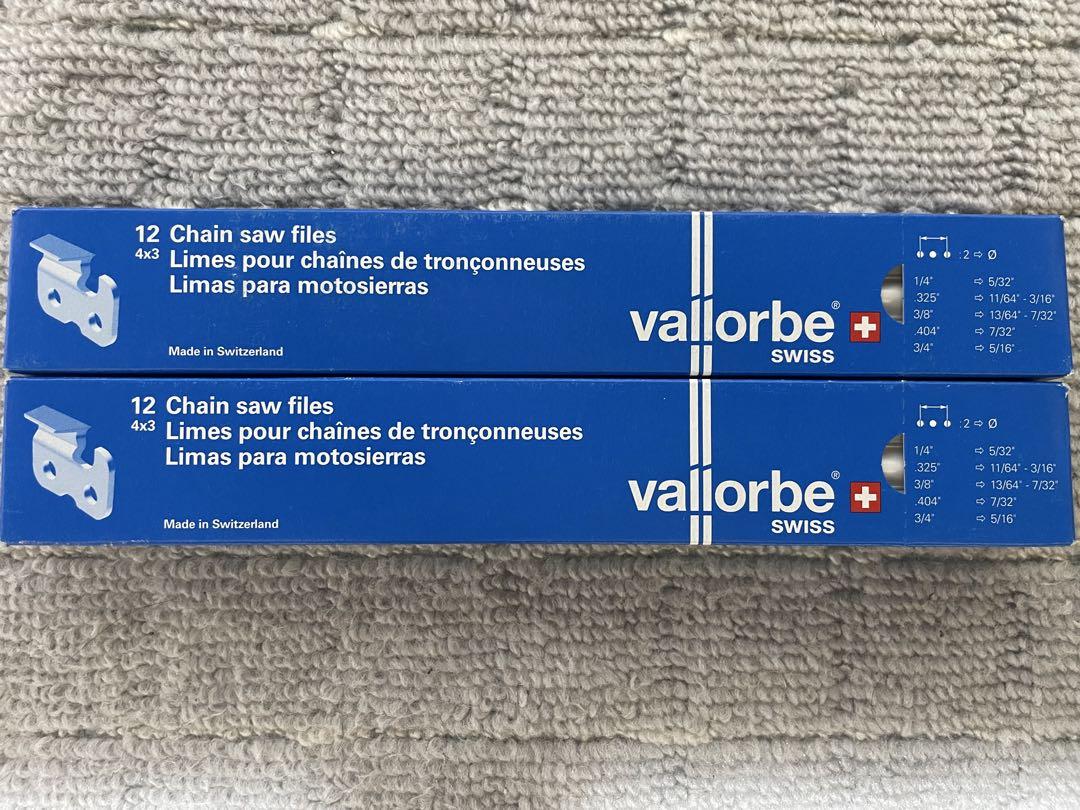 12 Chain saw files
4x3 Limes pour chaînes de tronçonneuses
Limas para motosierras
Made in Switzerland
vallorbe®
SWISS
:2 ⇨ Ø
1/4" ⇨ 5/32"
.325" ⇨ 11/64" - 3/16"
3/8" ⇨ 13/64" - 7/32"
.404" ⇨ 7/32"
3/4" ⇨ 5/16"
12 Chain saw files
4x3 Limes pour chaînes de tronçonneuses
Limas para motosierras
Made in Switzerland
vallorbe®
SWISS
:2 ⇨ Ø
1/4" ⇨ 5/32"
.325" ⇨ 11/64" - 3/16"
3/8" ⇨ 13/64" - 7/32"
.404" ⇨ 7/32"
3/4" ⇨ 5/16"